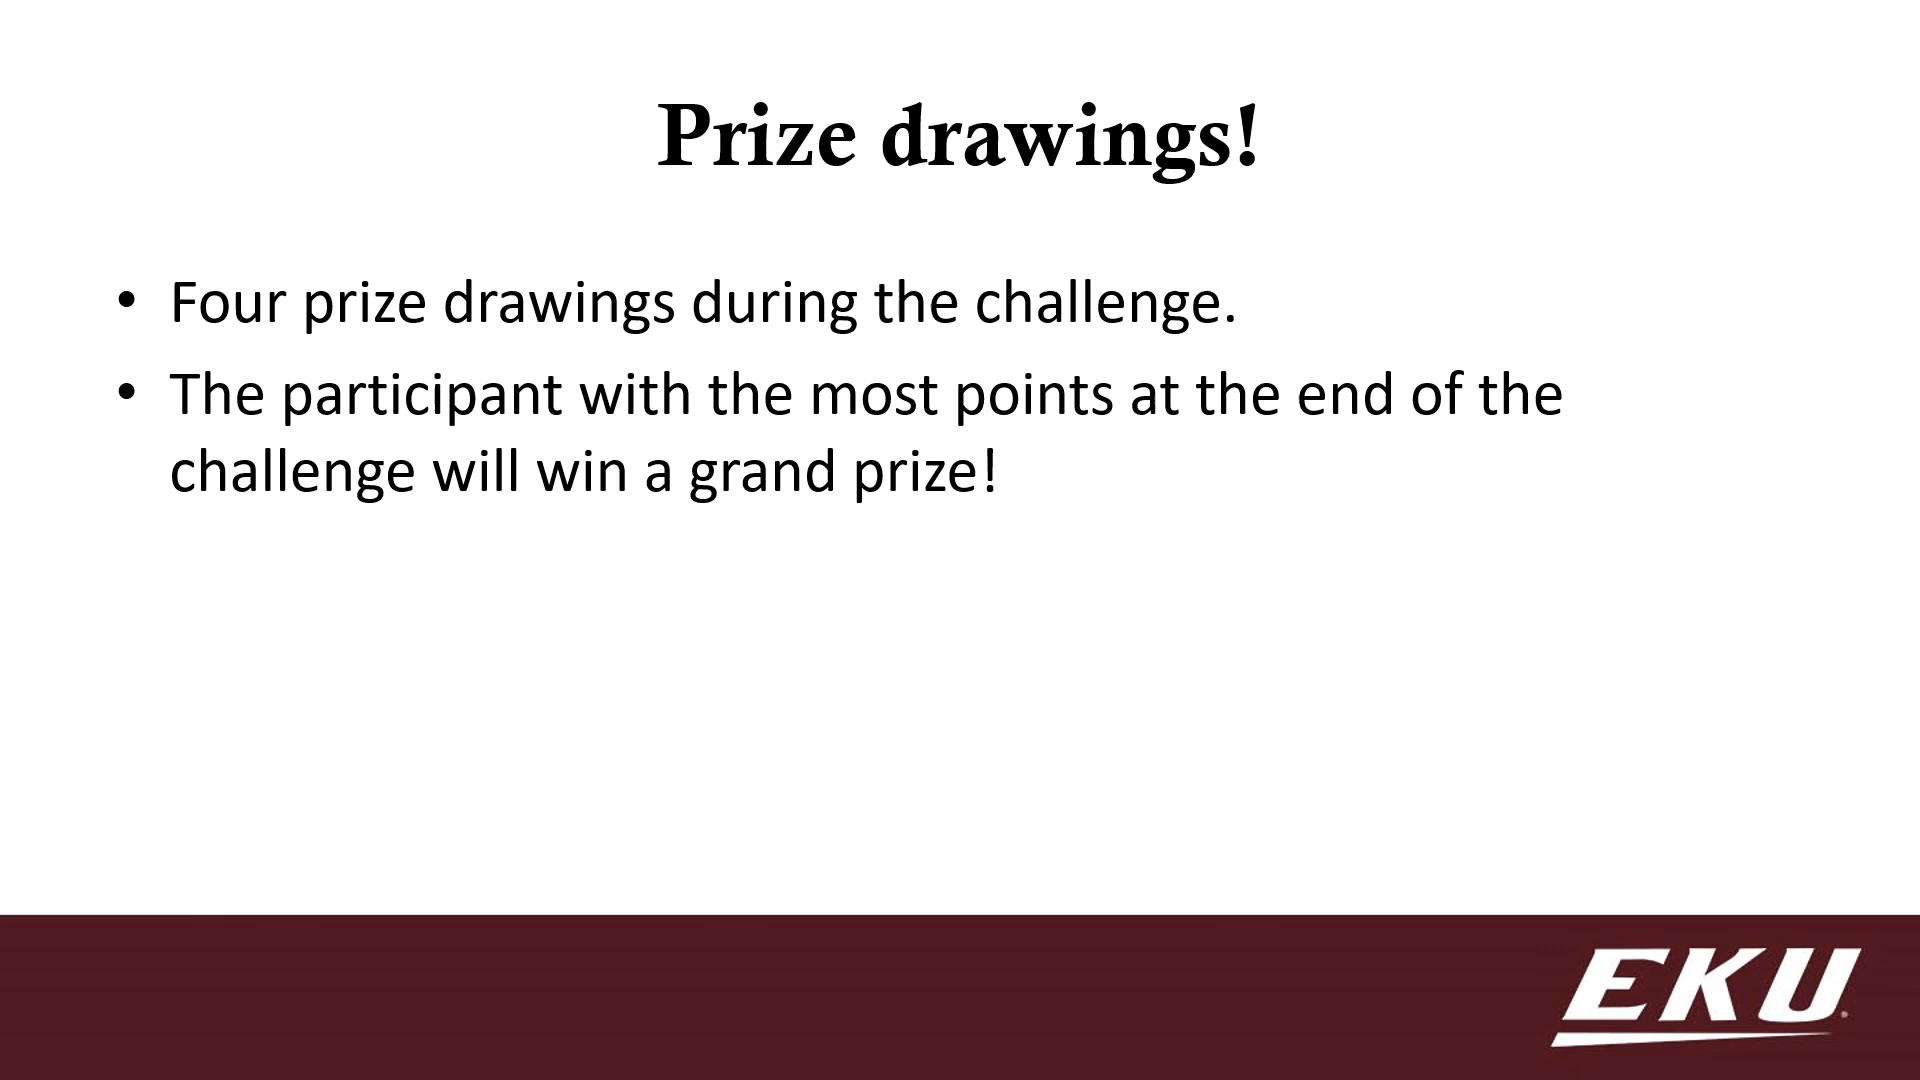 Prize drawings!
• Four prize drawings during the challenge.
• The participant with the most points at the end of the
challenge will win a grand prize!
EKU